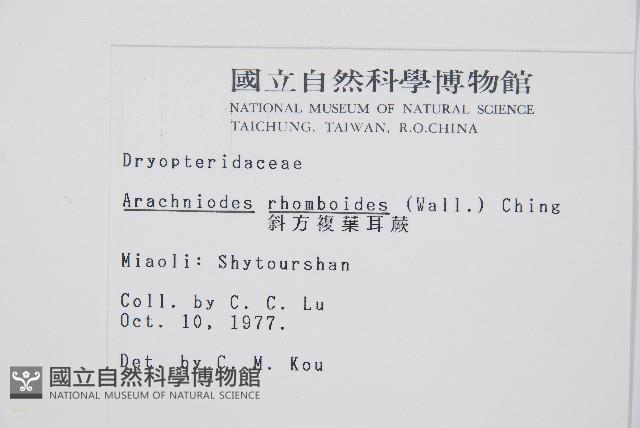 國立自然科學博物館
NATIONAL MUSEUM OF NATURAL SCIENCE
TAICHUNG, TAIWAN, R.O.CHINA
Dryopteridaceae
Arachniodes rhomboides (Wall.) Ching
斜方複葉耳蕨
Miaoli: Shytourshan
Coll. by C. C. Lu
Oct. 10, 1977.
Det. by C. M. Kou
國立自然科學博物館
NATIONAL MUSEUM OF NATURAL SCIENCE